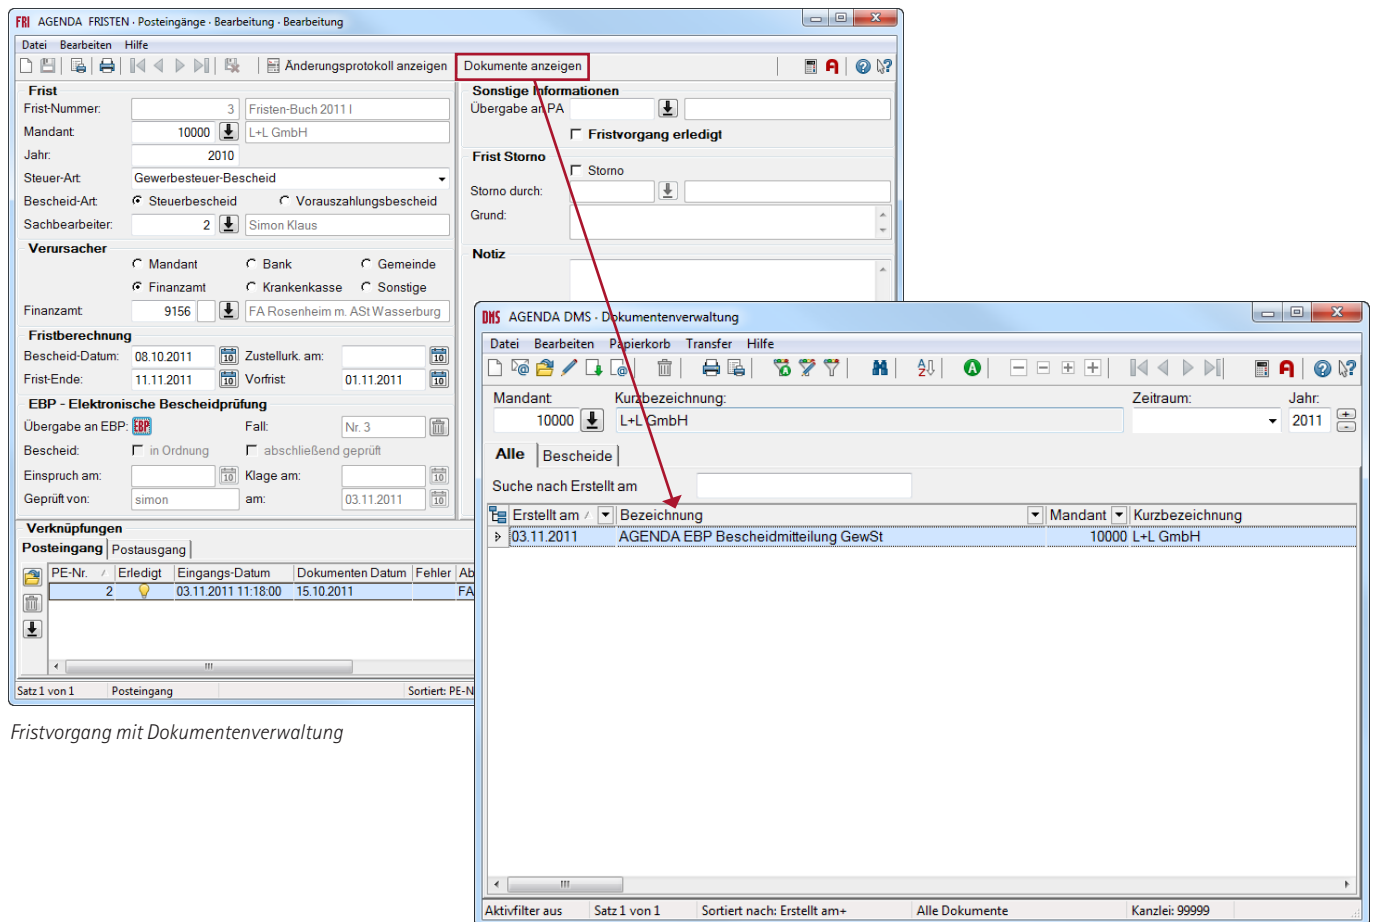 FRI AGENDA FRISTEN · Posteingänge · Bearbeitung · Bearbeitung
Datei Bearbeiten Hilfe
Änderungsprotokoll anzeigen Dokumente anzeigen
Frist
Frist-Nummer: 3 Fristen-Buch 2011 I
Mandant: 10000 L+L GmbH
Jahr: 2010
Steuer-Art: Gewerbesteuer-Bescheid
Bescheid-Art: Steuerbescheid Vorauszahlungsbescheid
Sachbearbeiter: 2 Simon Klaus
Verursacher
Mandant Bank Gemeinde
Finanzamt Krankenkasse Sonstige
Finanzamt: 9156 FA Rosenheim m. ASt Wasserburg
Fristberechnung
Bescheid-Datum: 08.10.2011 10 Zustellurk. am: 10
Frist-Ende: 11.11.2011 10 Vorfrist: 01.11.2011 10
EBP - Elektronische Bescheidprüfung
Übergabe an EBP: EBP Fall: Nr. 3
Bescheid: in Ordnung abschließend geprüft
Einspruch am: 10 Klage am: 10
Geprüft von: simon am: 03.11.2011 10
Verknüpfungen
Posteingang Postausgang
PE-Nr. Erledigt Eingangs-Datum Dokumenten Datum Fehler Ab
2 03.11.2011 11:18:00 15.10.2011 FA
Satz 1 von 1 Posteingang Sortiert: PE-N
Sonstige Informationen
Übergabe an PA
Fristvorgang erledigt
Frist Storno
Storno
Storno durch:
Grund:
Notiz
DMS AGENDA DMS · Dokumentenverwaltung
Datei Bearbeiten Papierkorb Transfer Hilfe
Mandant: Kurzbezeichnung: Zeitraum: Jahr:
10000 L+L GmbH 2011
Alle Bescheide
Suche nach Erstellt am
Erstellt am Bezeichnung Mandant Kurzbezeichnung
03.11.2011 AGENDA EBP Bescheidmitteilung GewSt 10000 L+L GmbH
Aktivfilter aus Satz 1 von 1 Sortiert nach: Erstellt am+ Alle Dokumente Kanzlei: 99999
Fristvorgang mit Dokumentenverwaltung